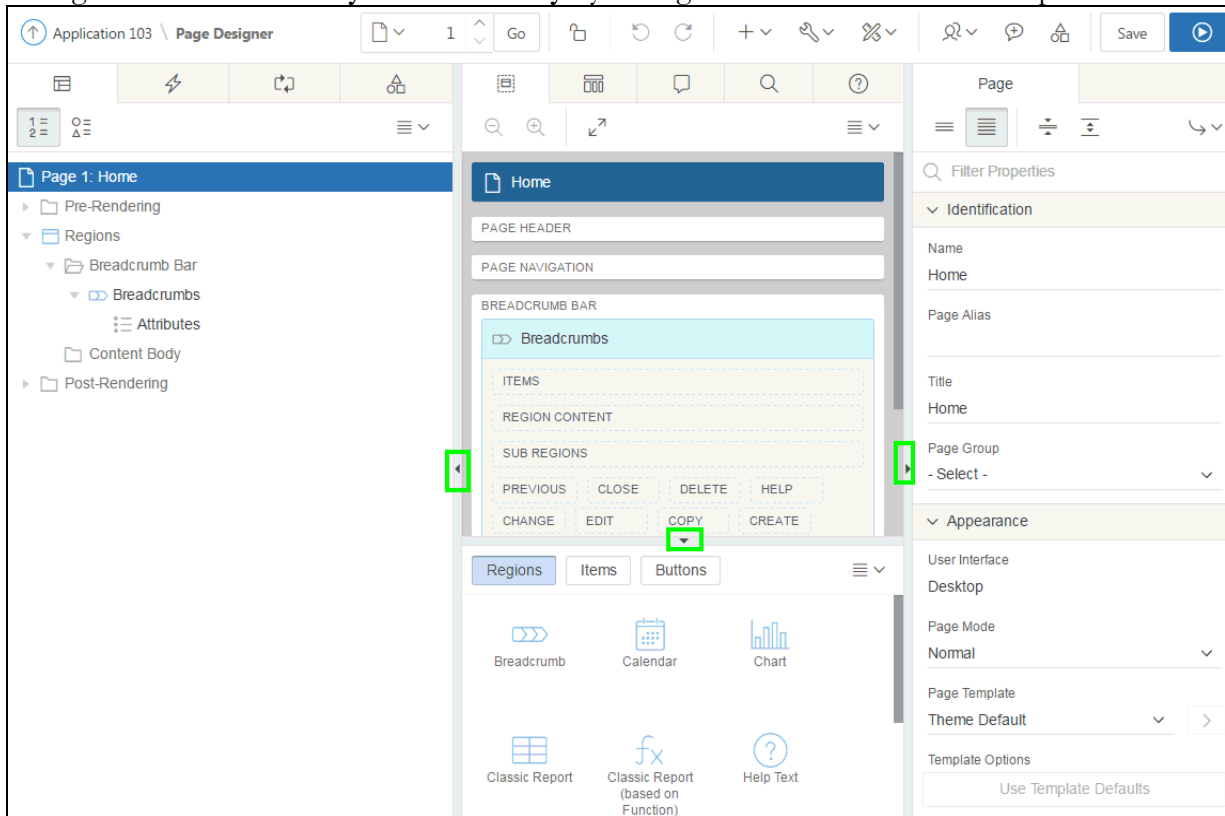 Application 103 \ Page Designer
1
Go
Save
Page
Page 1: Home
Pre-Rendering
Regions
Breadcrumb Bar
Breadcrumbs
Attributes
Content Body
Post-Rendering
Home
PAGE HEADER
PAGE NAVIGATION
BREADCRUMB BAR
Breadcrumbs
ITEMS
REGION CONTENT
SUB REGIONS
PREVIOUS CLOSE DELETE HELP
CHANGE EDIT COPY CREATE
Regions Items Buttons
Breadcrumb Calendar Chart
Classic Report
Classic Report
(based on
Function)
Help Text
Filter Properties
Identification
Name
Home
Page Alias
Title
Home
Page Group
- Select -
Appearance
User Interface
Desktop
Page Mode
Normal
Page Template
Theme Default
Template Options
Use Template Defaults